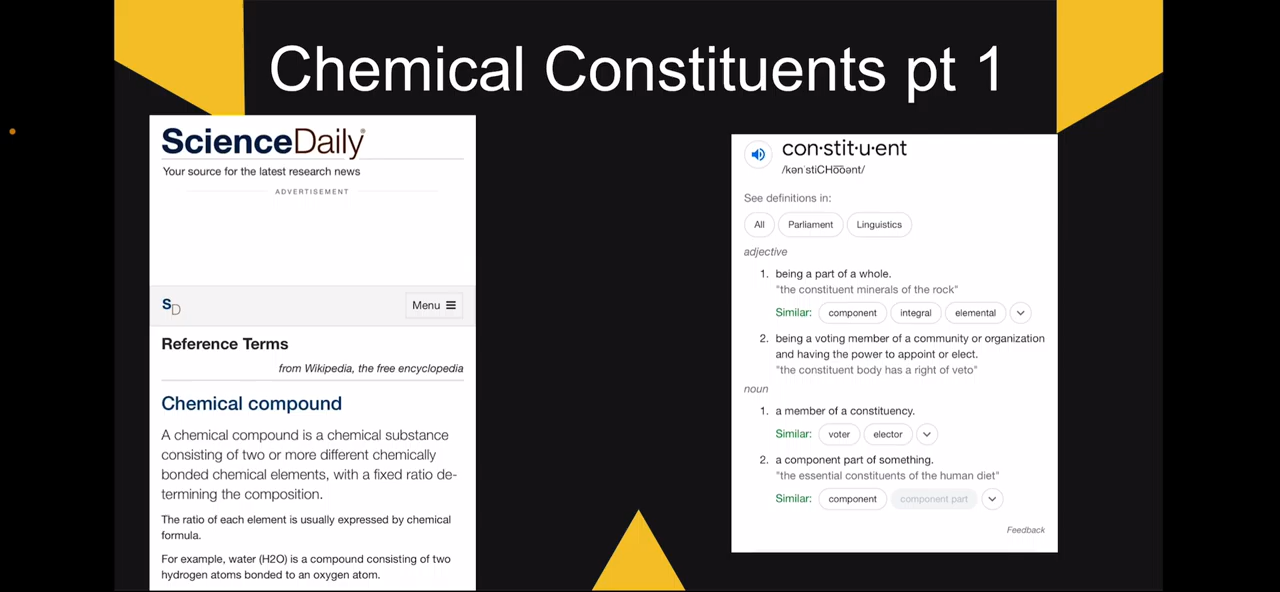 Chemical Constituents pt 1
ScienceDaily®
Your source for the latest research news
ADVERTISEMENT
SD
Menu
Reference Terms
from Wikipedia, the free encyclopedia
Chemical compound
A chemical compound is a chemical substance
consisting of two or more different chemically
bonded chemical elements, with a fixed ratio de-
termining the composition.
The ratio of each element is usually expressed by chemical
formula.
For example, water (H2O) is a compound consisting of two
hydrogen atoms bonded to an oxygen atom.
con·stit·u·ent
/kənˈstiCH͞ooənt/
See definitions in:
All Parliament Linguistics
adjective
1. being a part of a whole.
"the constituent minerals of the rock"
Similar: component integral elemental
2. being a voting member of a community or organization
and having the power to appoint or elect.
"the constituent body has a right of veto"
noun
1. a member of a constituency.
Similar: voter elector
2. a component part of something.
"the essential constituents of the human diet"
Similar: component component part
Feedback